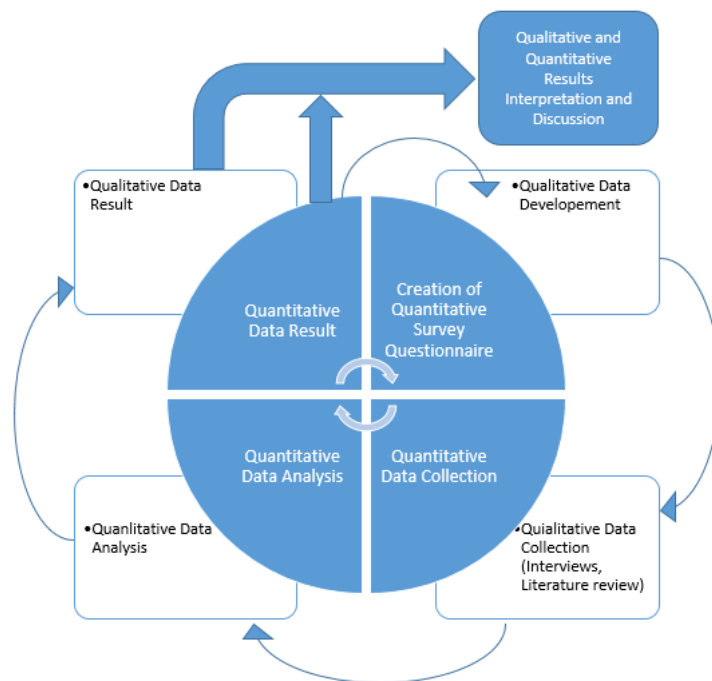 Qualitative and
Quantitative
Results
Interpretation and
Discussion
•Qualitative Data
Result
•Qualitative Data
Developement
Quantitative
Data Result
Creation of
Quantitative
Survey
Questionnaire
Quantitative
Data Analysis
Quantitative
Data Collection
•Quanlitative Data
Analysis
•Quialitative Data
Collection
(Interviews,
Literature review)